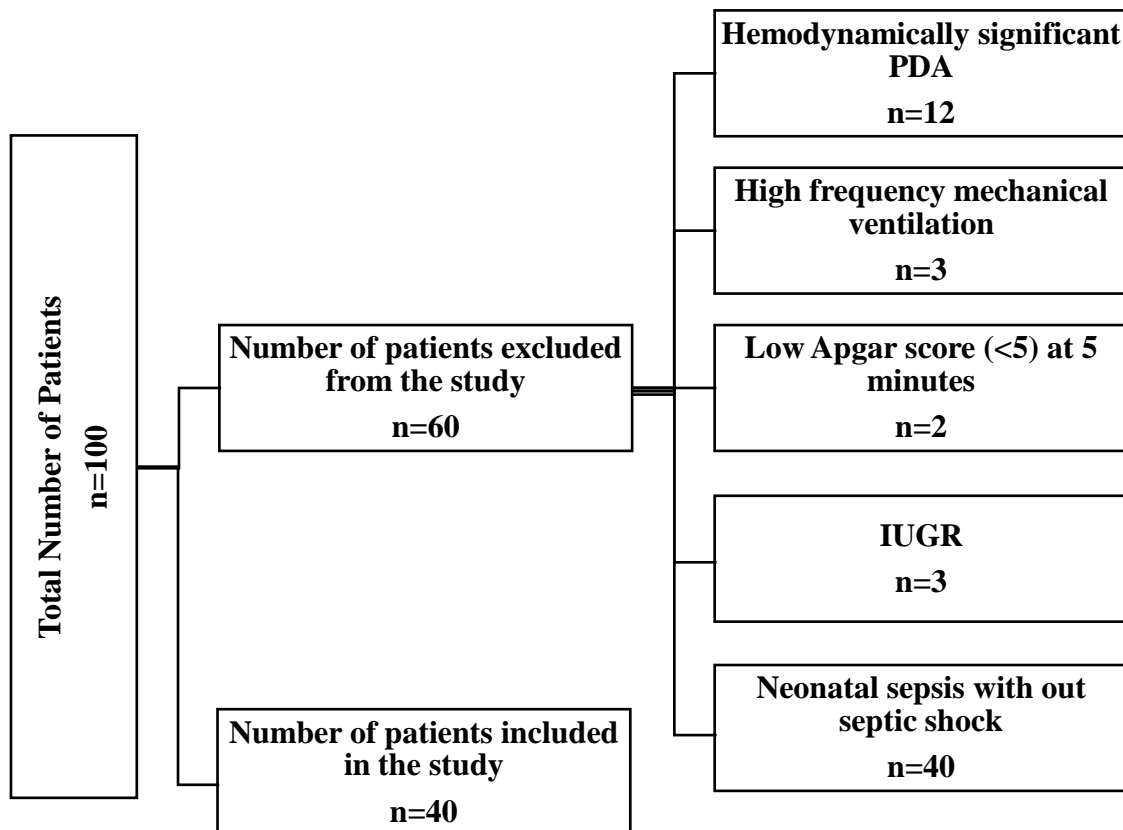 Total Number of Patients
n=100
Number of patients excluded
from the study
n=60
Number of patients included
in the study
n=40
Hemodynamically significant
PDA
n=12
High frequency mechanical
ventilation
n=3
Low Apgar score (<5) at 5
minutes
n=2
IUGR
n=3
Neonatal sepsis with out
septic shock
n=40